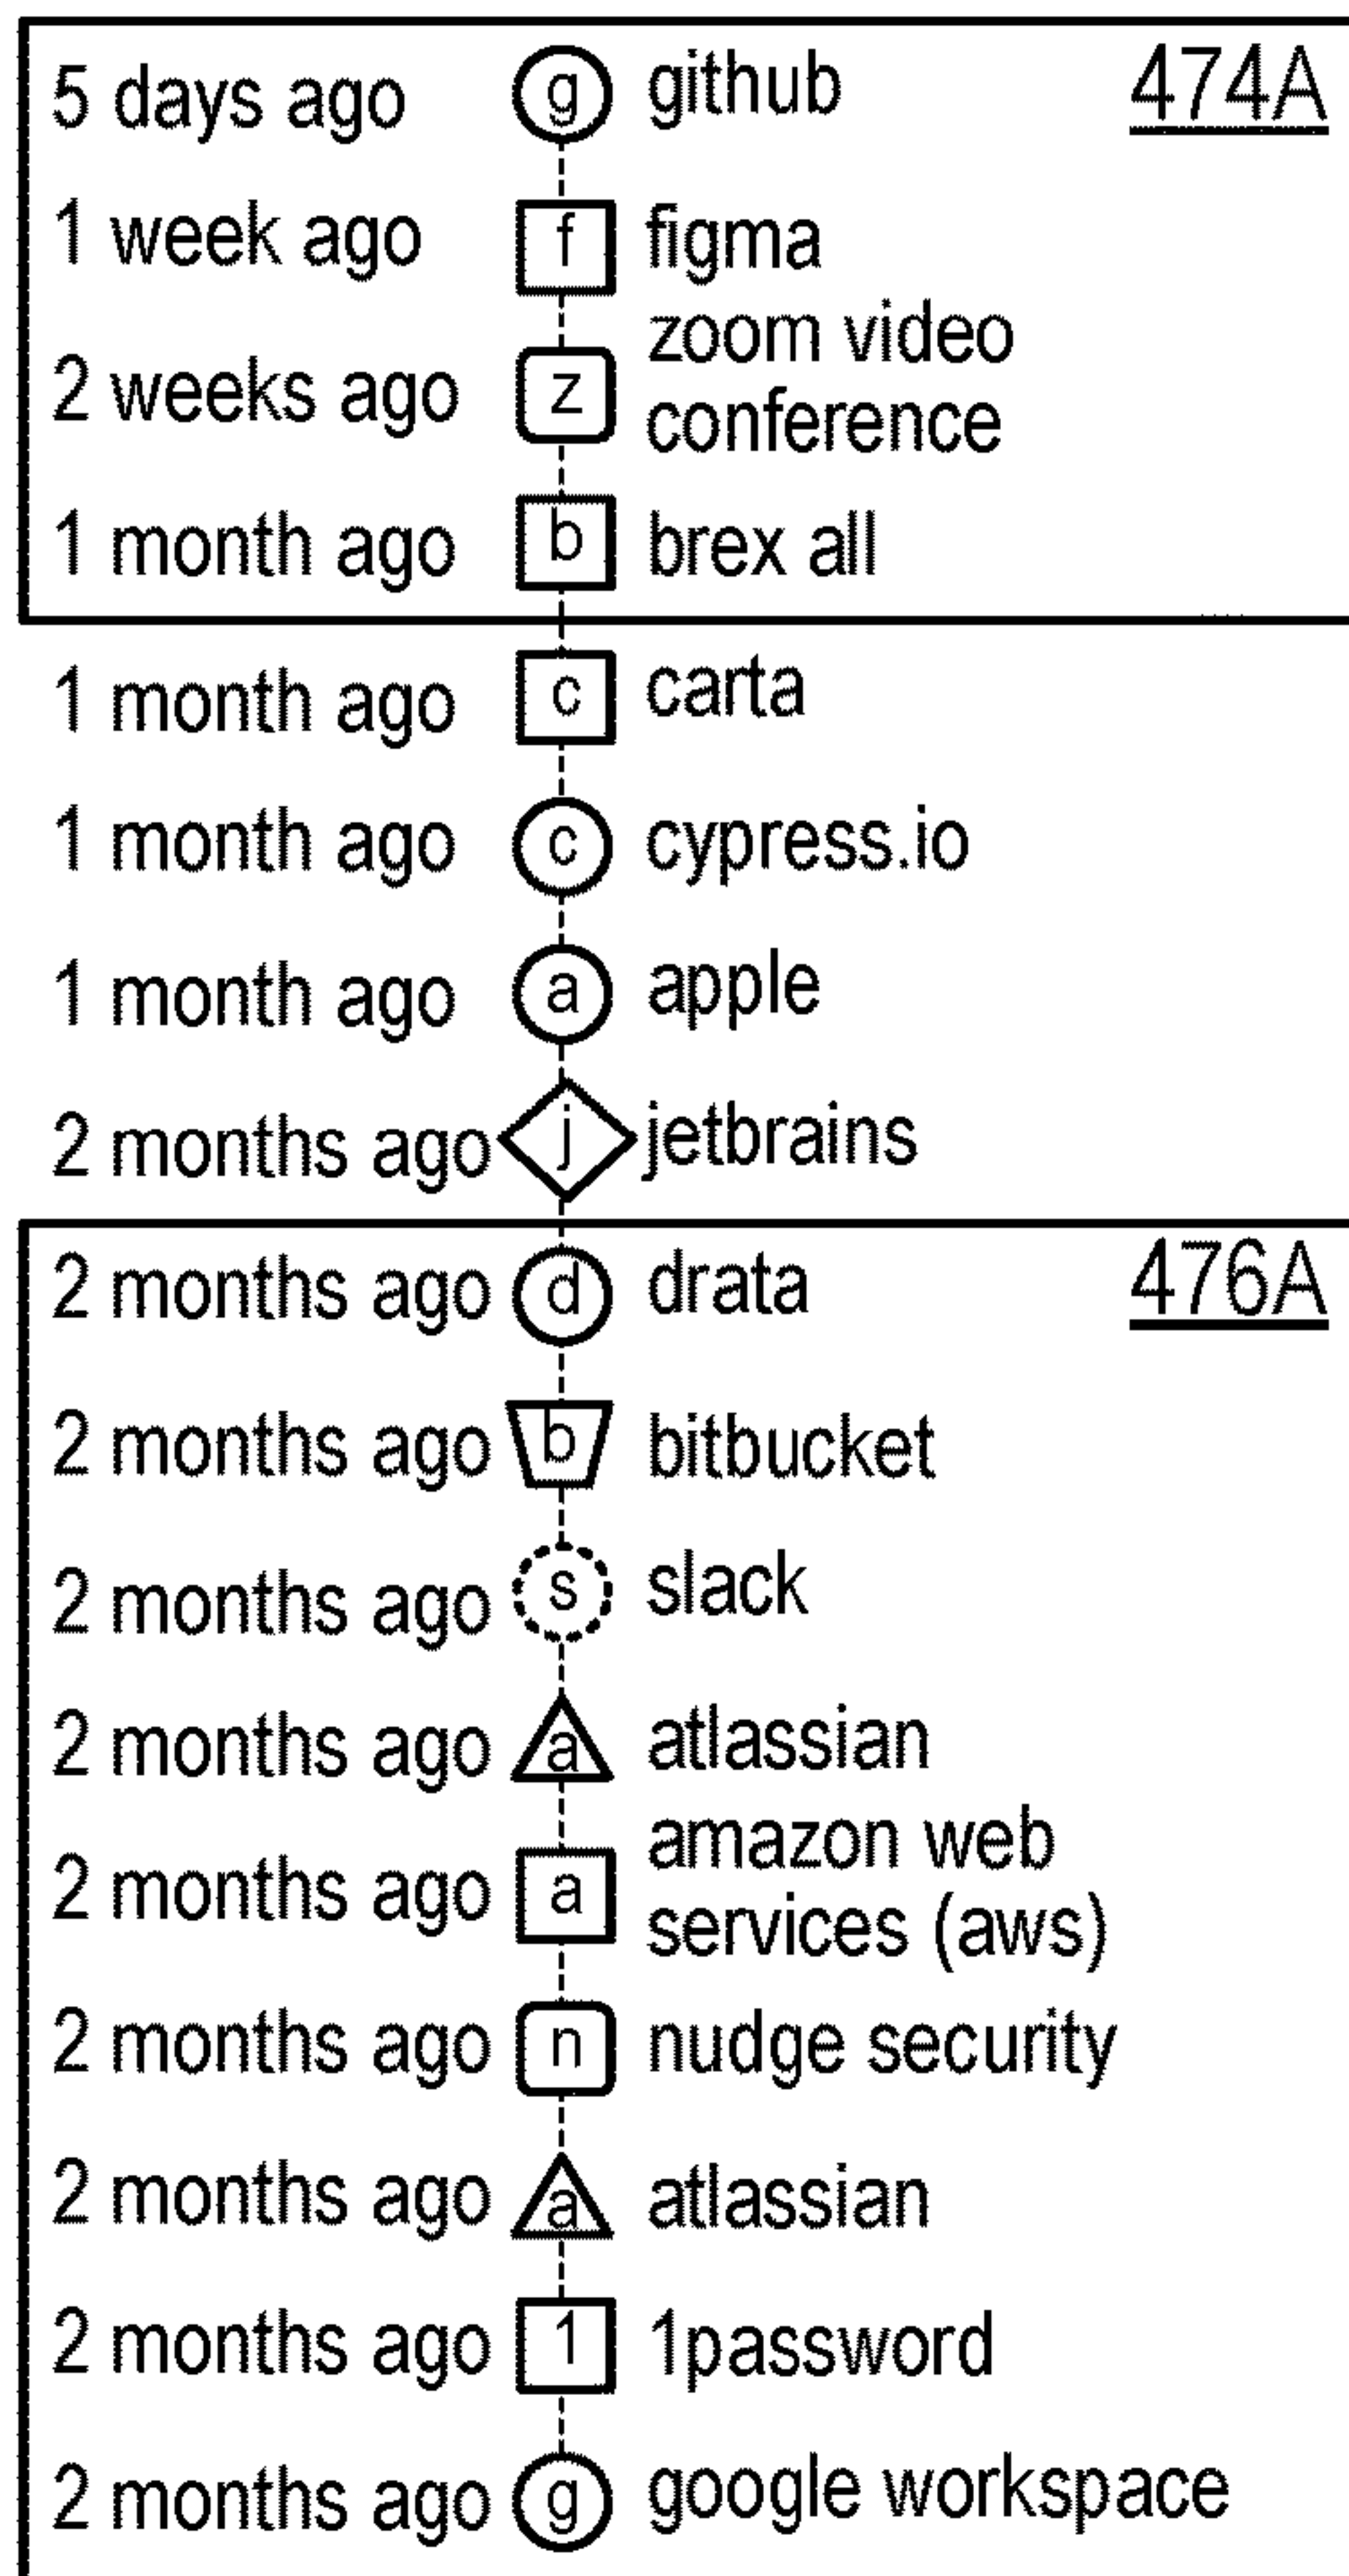 5 days ago g github 474A
1 week ago f figma
2 weeks ago z zoom video
conference
1 month ago b brex all
1 month ago c carta
1 month ago c cypress.io
1 month ago a apple
2 months ago j jetbrains
2 months ago d drata 476A
2 months ago b bitbucket
2 months ago s slack
2 months ago a atlassian
2 months ago a amazon web
services (aws)
2 months ago n nudge security
2 months ago a atlassian
2 months ago 1 1password
2 months ago g google workspace